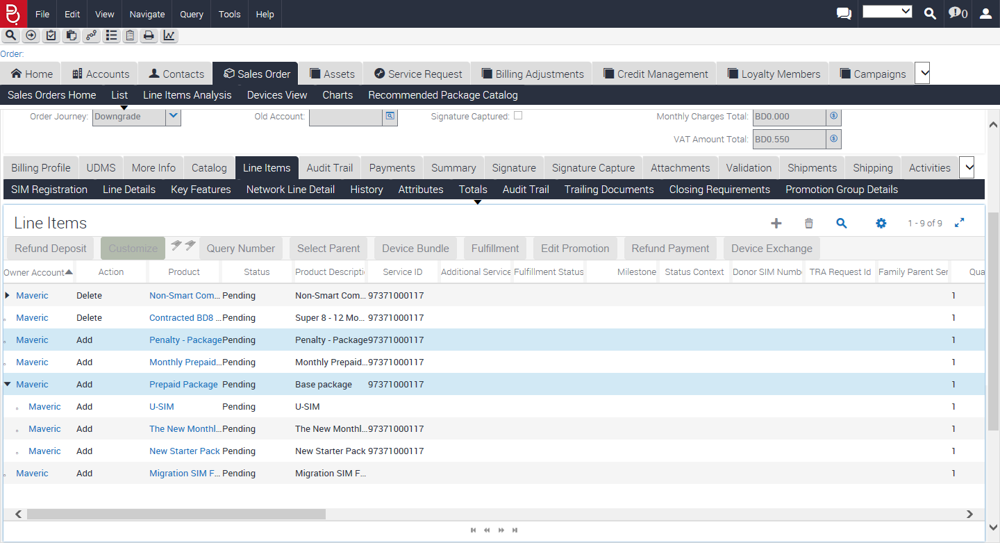 File Edit View Navigate Query Tools Help 0
Order:
Home Accounts Contacts Sales Order Assets Service Request Billing Adjustments Credit Management Loyalty Members Campaigns
Sales Orders Home List Line Items Analysis Devices View Charts Recommended Package Catalog
Order Journey: Downgrade Old Account: Signature Captured: Monthly Charges Total: BD0.000
VAT Amount Total: BD0.550
Billing Profile UDMS More Info Catalog Line Items Audit Trail Payments Summary Signature Signature Capture Attachments Validation Shipments Shipping Activities
SIM Registration Line Details Key Features Network Line Detail History Attributes Totals Audit Trail Trailing Documents Closing Requirements Promotion Group Details
Line Items 1 - 9 of 9
Refund Deposit Customize Query Number Select Parent Device Bundle Fulfillment Edit Promotion Refund Payment Device Exchange
Owner Account Action Product Status Product Descripti Service ID Additional Service Fulfillment Status Milestone Status Context Donor SIM Numb TRA Request Id Family Parent Ser Qua
Maveric Delete Non-Smart Com... Pending Non-Smart Com... 97371000117 1
Maveric Delete Contracted BD8 ... Pending Super 8 - 12 Mo... 97371000117 1
Maveric Add Penalty - Package Pending Penalty - Package 97371000117 1
Maveric Add Monthly Prepaid... Pending Monthly Prepaid... 97371000117 1
Maveric Add Prepaid Package Pending Base package 97371000117 1
Maveric Add U-SIM Pending U-SIM 1
Maveric Add The New Monthl... Pending The New Monthl... 97371000117 1
Maveric Add New Starter Pack Pending New Starter Pack 97371000117 1
Maveric Add Migration SIM F... Pending Migration SIM F... 1